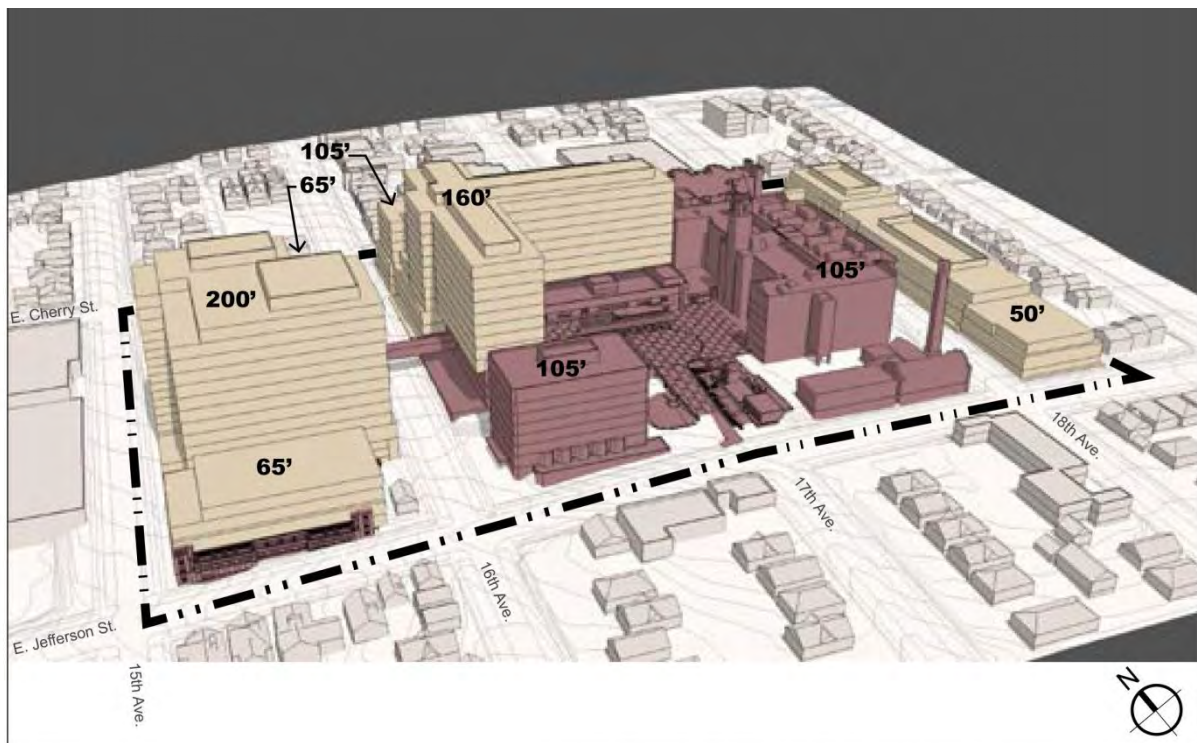 105’
65’
160’
200’
E. Cherry St.
105’
50’
105’
65’
18th Ave.
17th Ave.
16th Ave.
E. Jefferson St.
15th Ave.
N